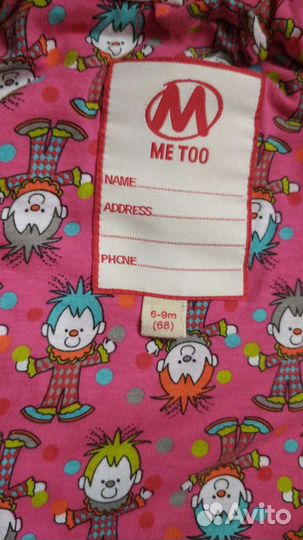 M
ME TOO
NAME
ADDRESS
PHONE
6-9m
(68)
Avito